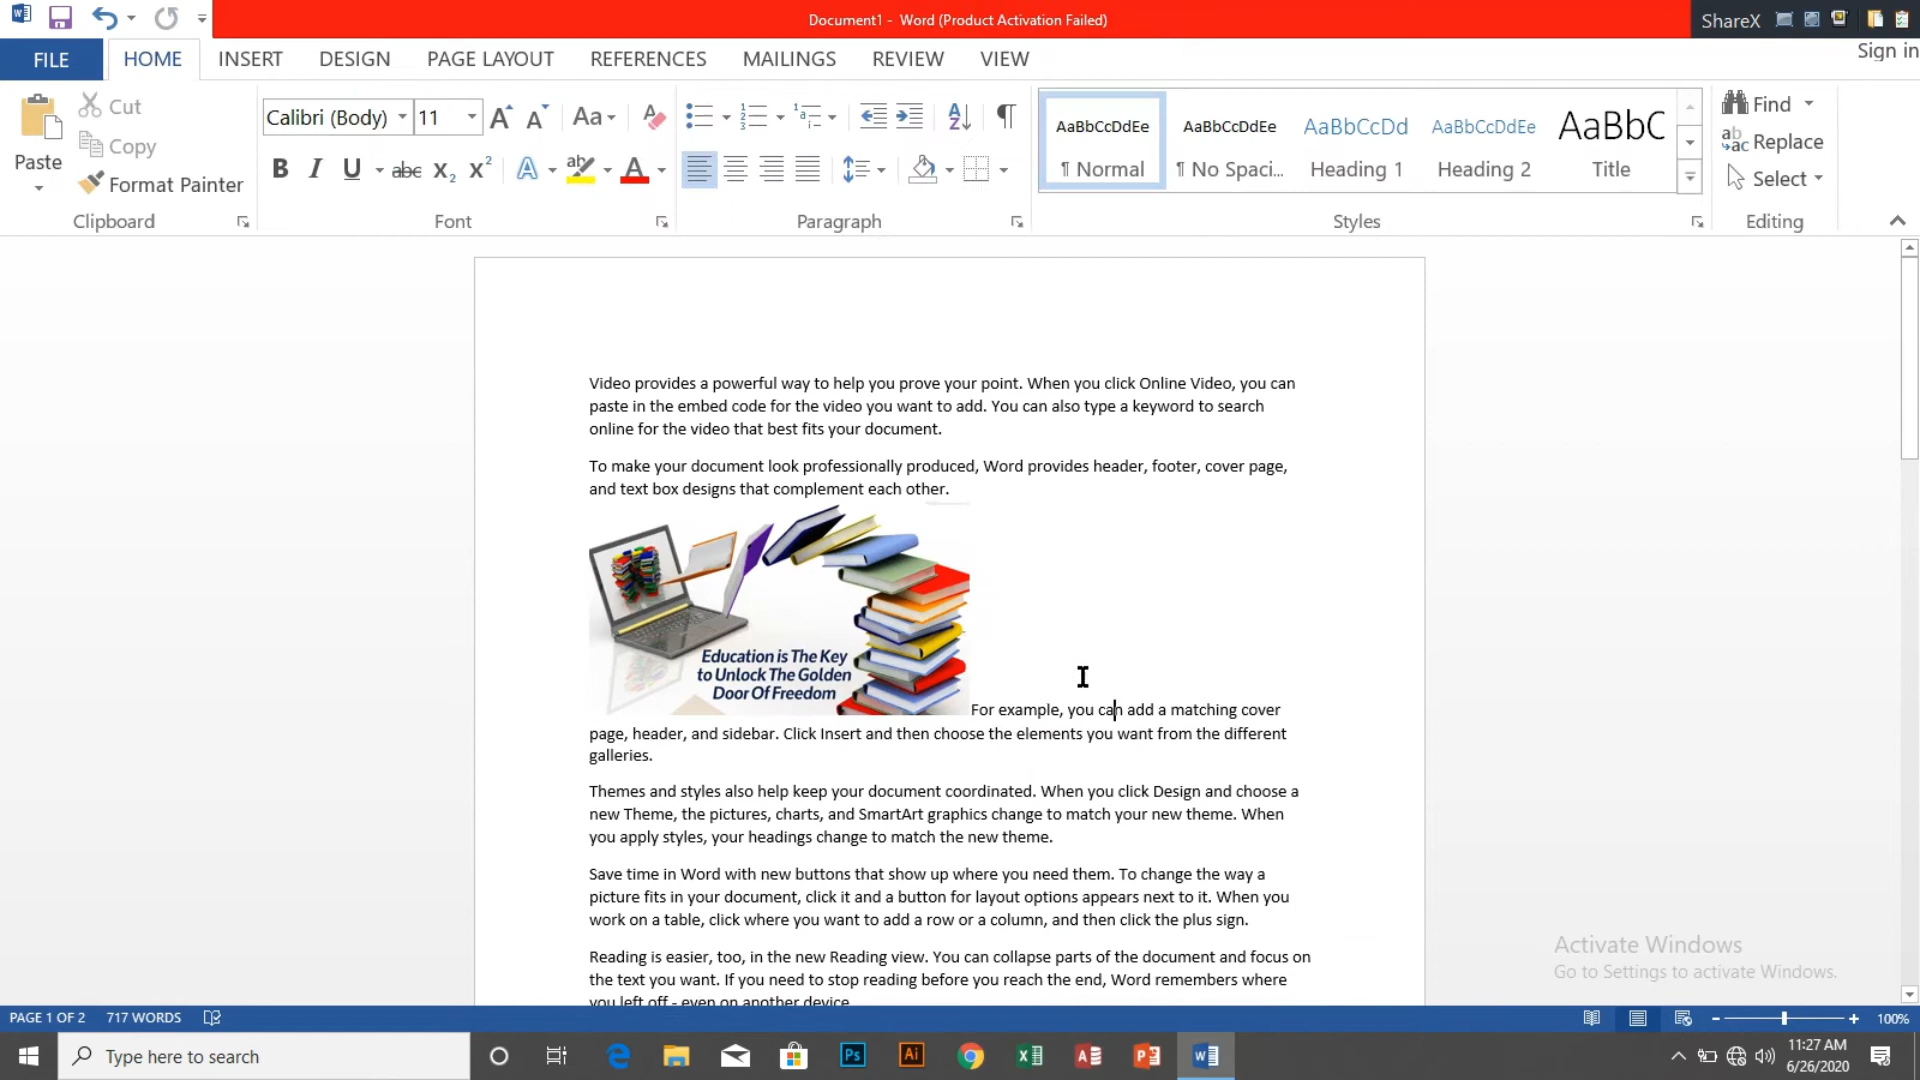 Document1 - Word (Product Activation Failed)
ShareX
FILE HOME INSERT DESIGN PAGE LAYOUT REFERENCES MAILINGS REVIEW VIEW
Sign in
Paste
Cut
Copy
Format Painter
Clipboard
Calibri (Body) 11
Font
Paragraph
AaBbCcDdEe AaBbCcDdEe AaBbCcDd AaBbCcDdEe AaBbC
¶ Normal ¶ No Spaci... Heading 1 Heading 2 Title
Styles
Find
Replace
Select
Editing
Video provides a powerful way to help you prove your point. When you click Online Video, you can
paste in the embed code for the video you want to add. You can also type a keyword to search
online for the video that best fits your document.
To make your document look professionally produced, Word provides header, footer, cover page,
and text box designs that complement each other.
Education is The Key
to Unlock The Golden
Door Of Freedom
For example, you can add a matching cover
page, header, and sidebar. Click Insert and then choose the elements you want from the different
galleries.
Themes and styles also help keep your document coordinated. When you click Design and choose a
new Theme, the pictures, charts, and SmartArt graphics change to match your new theme. When
you apply styles, your headings change to match the new theme.
Save time in Word with new buttons that show up where you need them. To change the way a
picture fits in your document, click it and a button for layout options appears next to it. When you
work on a table, click where you want to add a row or a column, and then click the plus sign.
Reading is easier, too, in the new Reading view. You can collapse parts of the document and focus on
the text you want. If you need to stop reading before you reach the end, Word remembers where
you left off - even on another device.
Activate Windows
Go to Settings to activate Windows.
PAGE 1 OF 2 717 WORDS
100%
Type here to search
11:27 AM
6/26/2020